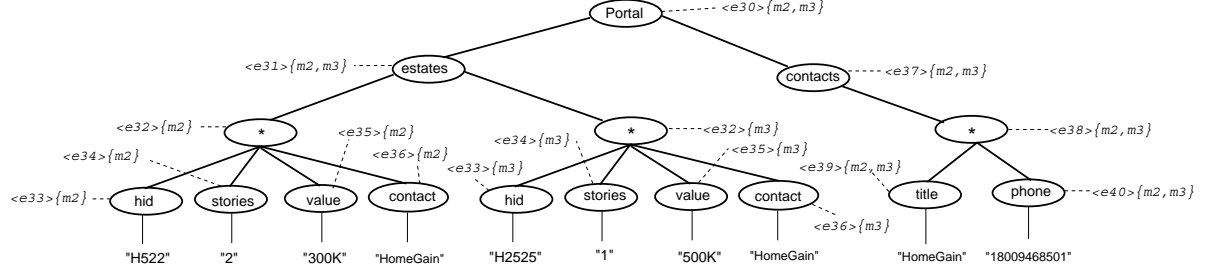 Portal
<e30>{m2,m3}
<e31>{m2,m3}
estates
contacts
<e37>{m2,m3}
<e32>{m2}
*
<e35>{m2}
<e34>{m3}
*
<e32>{m3}
*
<e38>{m2,m3}
<e34>{m2}
<e36>{m2}
<e33>{m3}
<e35>{m3}
<e39>{m2,m3}
<e33>{m2}
hid
stories
value
contact
hid
stories
value
contact
title
phone
<e40>{m2,m3}
<e36>{m3}
"H522"
"2"
"300K"
"HomeGain"
"H2525"
"1"
"500K"
"HomeGain"
"HomeGain"
"18009468501"